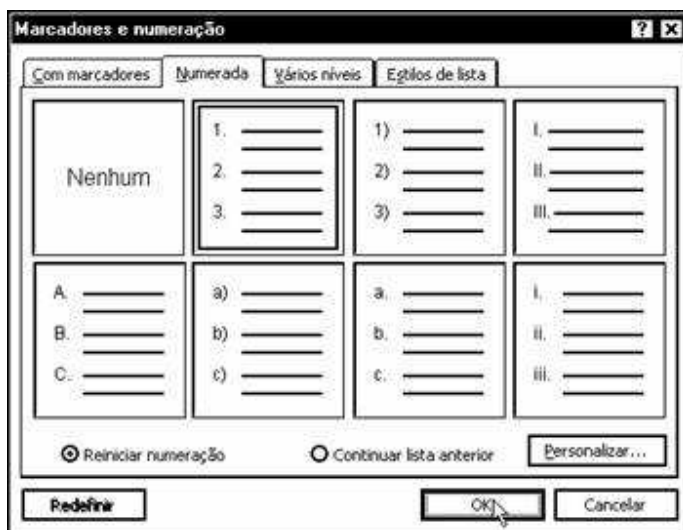 Marcadores e numeração
Com marcadores Numerada Vários níveis Estilos de lista
Nenhum
1.
2.
3.
1)
2)
3)
I.
II.
III.
A.
B.
C.
a)
b)
c)
a.
b.
c.
i.
ii.
iii.
Reiniciar numeração Continuar lista anterior Personalizar...
Redefinir OK Cancelar